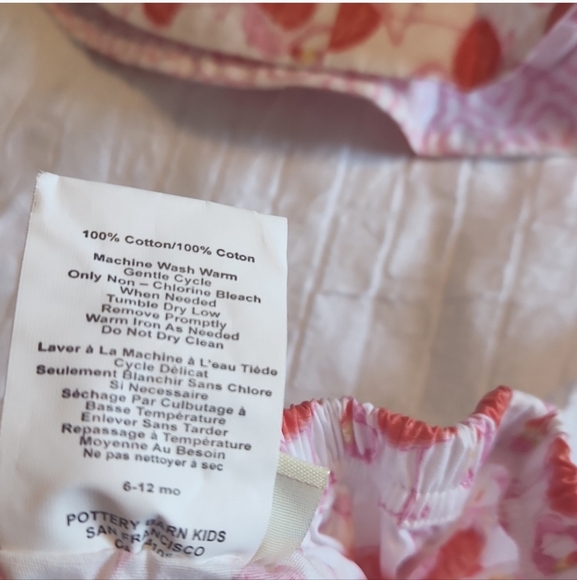 100% Cotton/100% Coton
Machine Wash Warm
Gentle Cycle
Only Non – Chlorine Bleach
When Needed
Tumble Dry Low
Remove Promptly
Warm Iron As Needed
Do Not Dry Clean
Laver à La Machine à L'eau Tiède
Cycle Délicat
Seulement Blanchir Sans Chlore
Si Necessaire
Séchage Par Culbutage à
Basse Température
Enlever Sans Tarder
Repassage à Température
Moyenne Au Besoin
Ne pas nettoyer à sec
6-12 mo
POTTERY BARN KIDS
SAN FRANCISCO